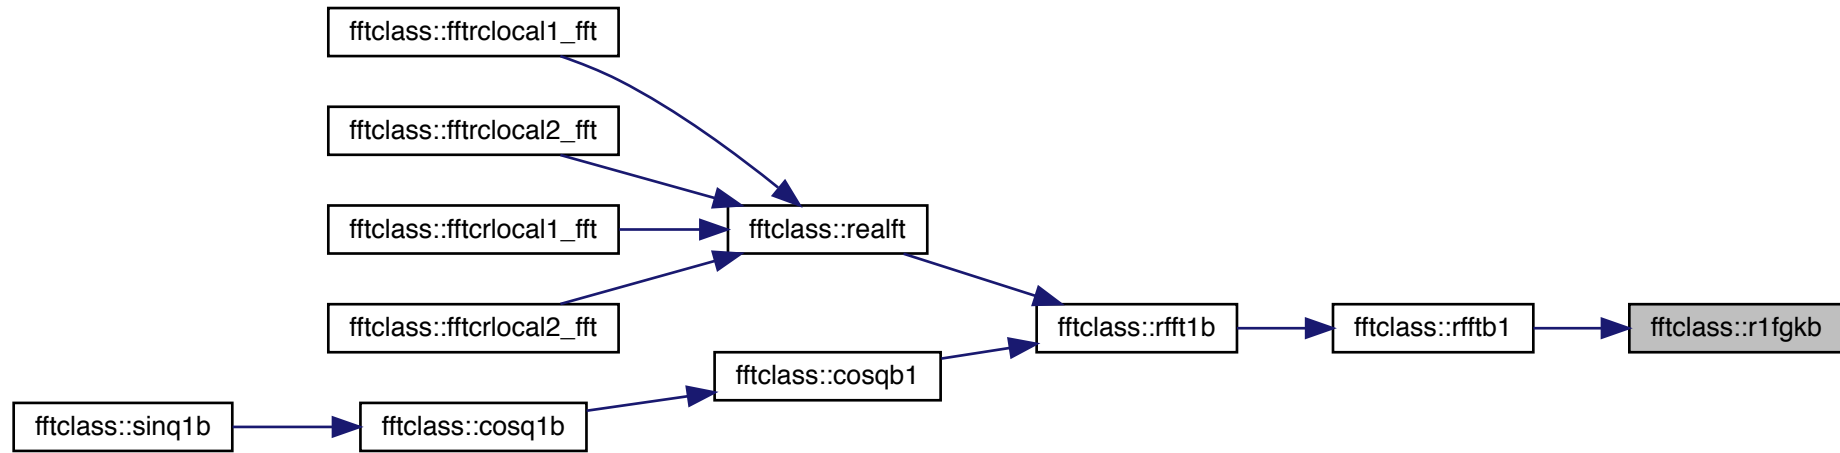 fftclass::fftrclocal1_fft
fftclass::fftrclocal2_fft
fftclass::fftcrlocal1_fft
fftclass::realft
fftclass::fftcrlocal2_fft
fftclass::rfft1b
fftclass::rfftb1
fftclass::r1fgkb
fftclass::cosqb1
fftclass::sinq1b
fftclass::cosq1b